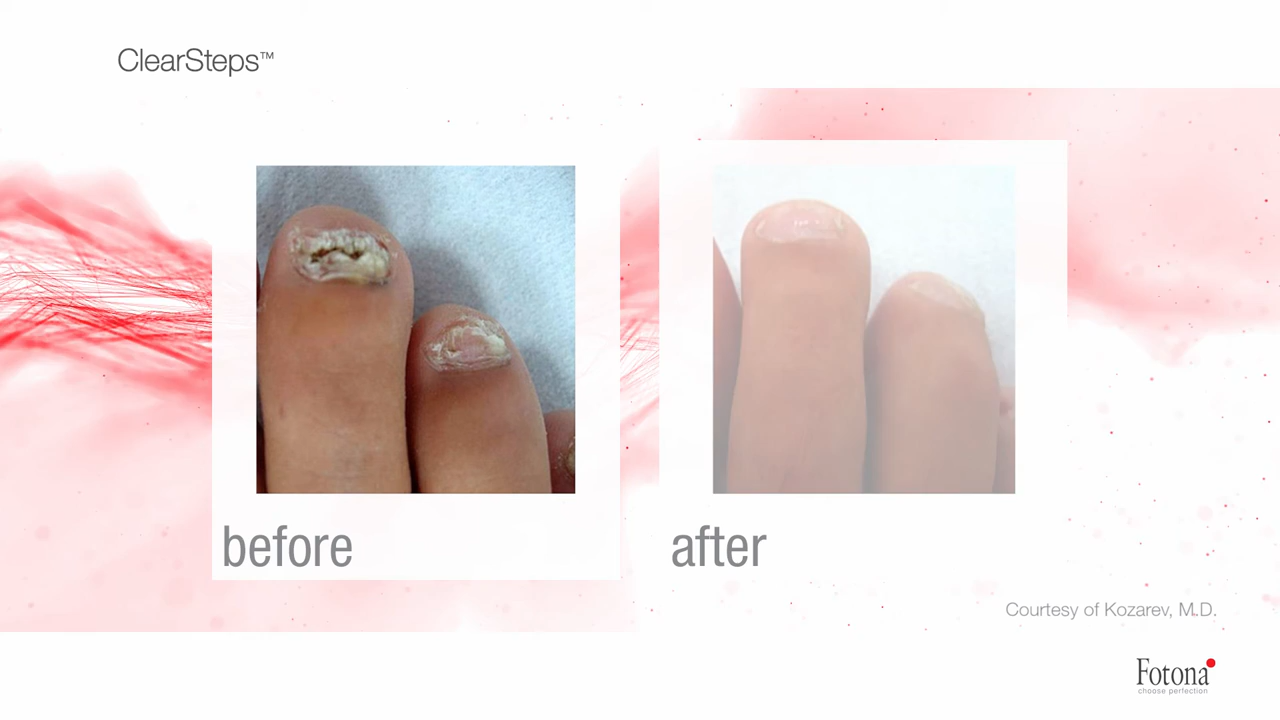 ClearSteps™
before
after
Courtesy of Kozarev, M.D.
Fotona
choose perfection